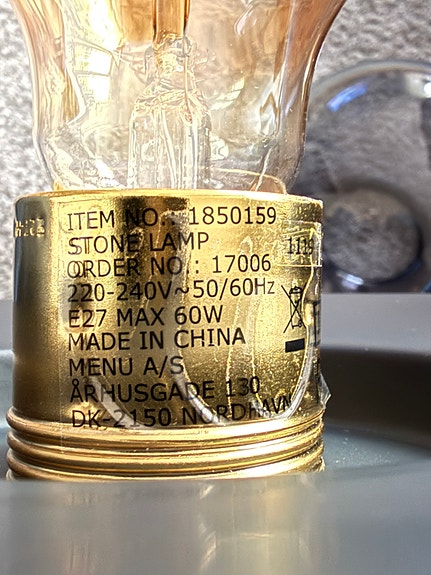 ITEM NO.: 1850159
STONE LAMP
ORDER NO.: 17006
220-240V~50/60Hz
E27 MAX 60W
MADE IN CHINA
MENU A/S
ÅRHUSGADE 130
DK-2150 NORDHAVN